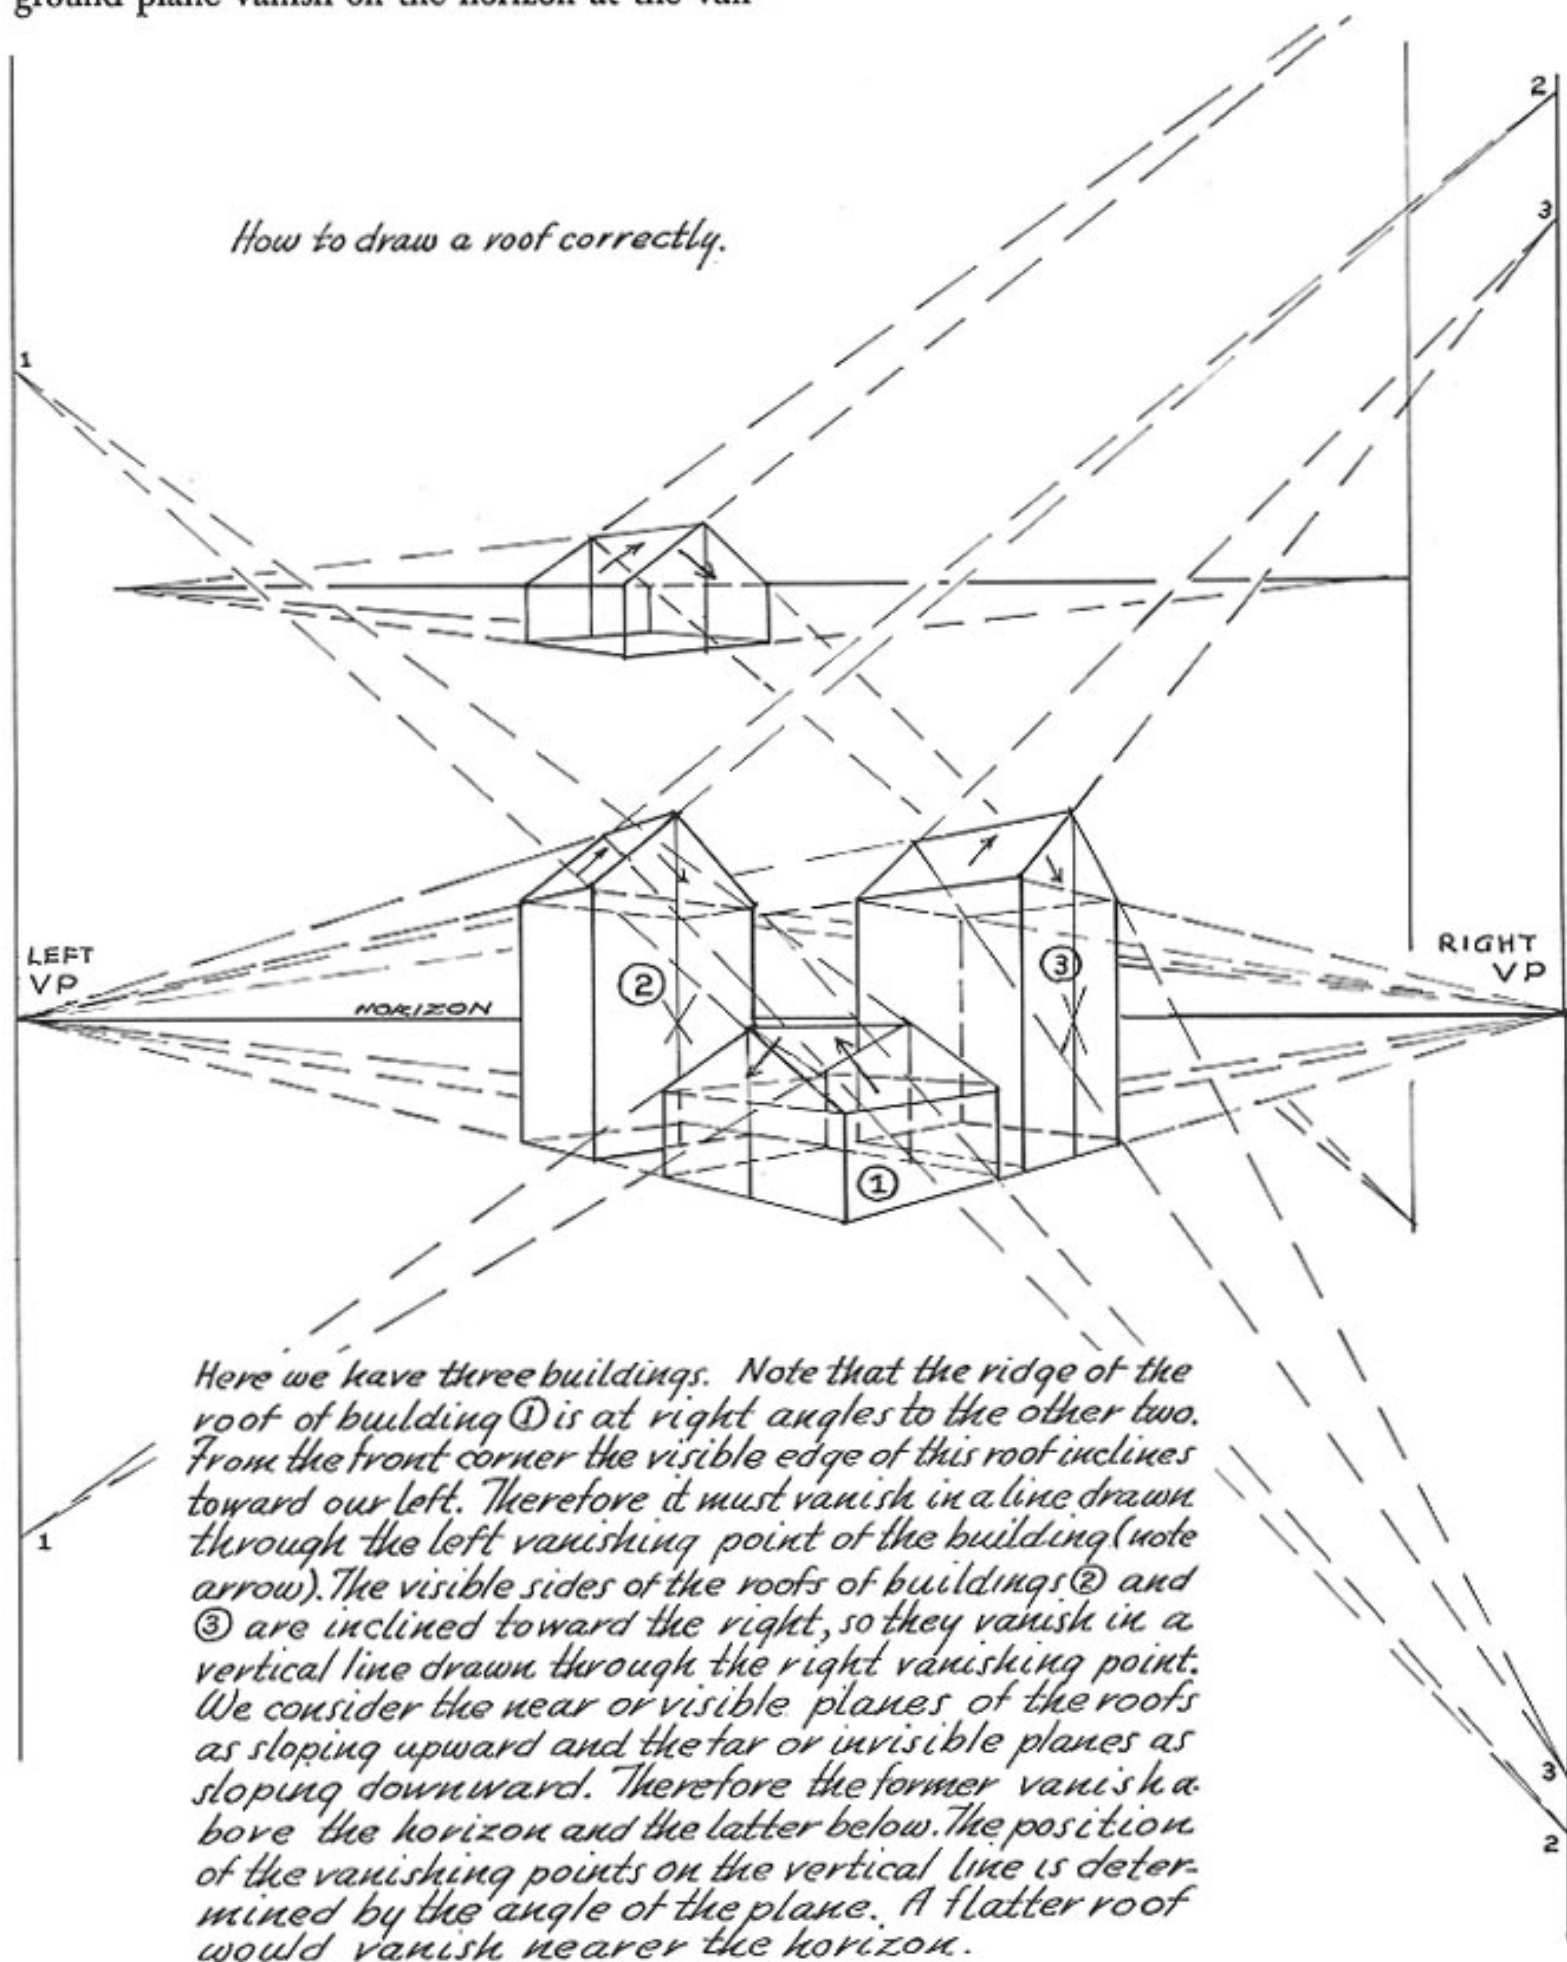 ground plane vanish on the horizon at the van-
2
3
How to draw a roof correctly.
1
LEFT
VP
RIGHT
VP
HORIZON
2
3
1
Here we have three buildings. Note that the ridge of the
roof of building ① is at right angles to the other two.
From the front corner the visible edge of this roof inclines
toward our left. Therefore it must vanish in a line drawn
through the left vanishing point of the building (note
arrow). The visible sides of the roofs of buildings ② and
③ are inclined toward the right, so they vanish in a
vertical line drawn through the right vanishing point.
We consider the near or visible planes of the roofs
as sloping upward and the far or invisible planes as
sloping downward. Therefore the former vanish a-
bove the horizon and the latter below. The position
of the vanishing points on the vertical line is deter-
mined by the angle of the plane. A flatter roof
would vanish nearer the horizon.
1
3
2